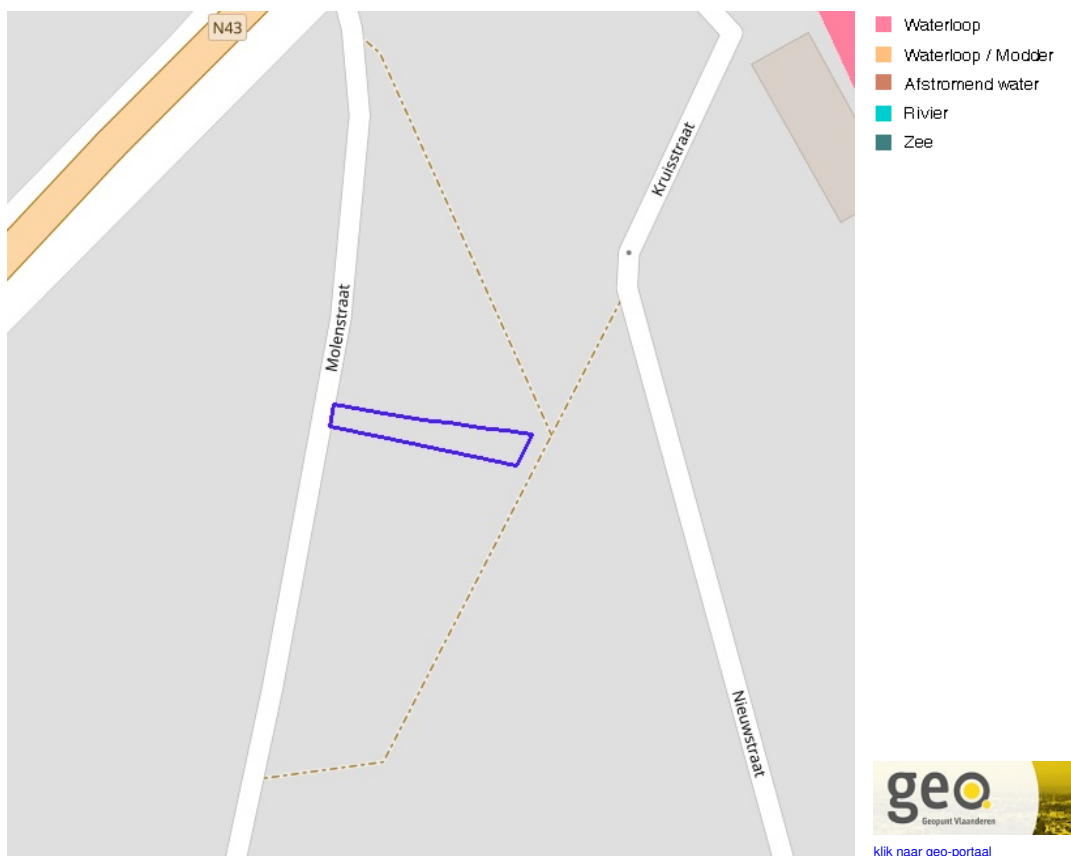 N43
Molenstraat
Kruisstraat
Nieuwstraat
Waterloop
Waterloop / Modder
Afstromend water
Rivier
Zee
geo
Geopunt Vlaanderen
klik naar geo-portaal